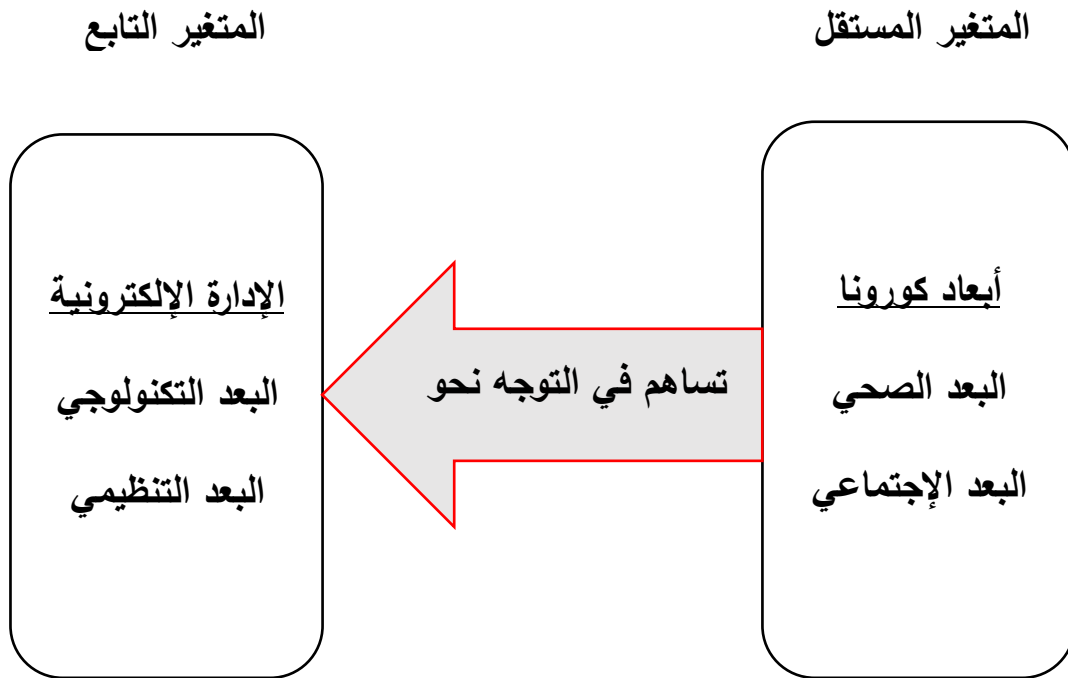 المتغير المستقل
المتغير التابع
أبعاد كورونا
البعد الصحي
البعد الإجتماعي
تساهم في التوجه نحو
الإدارة الإلكترونية
البعد التكنولوجي
البعد التنظيمي